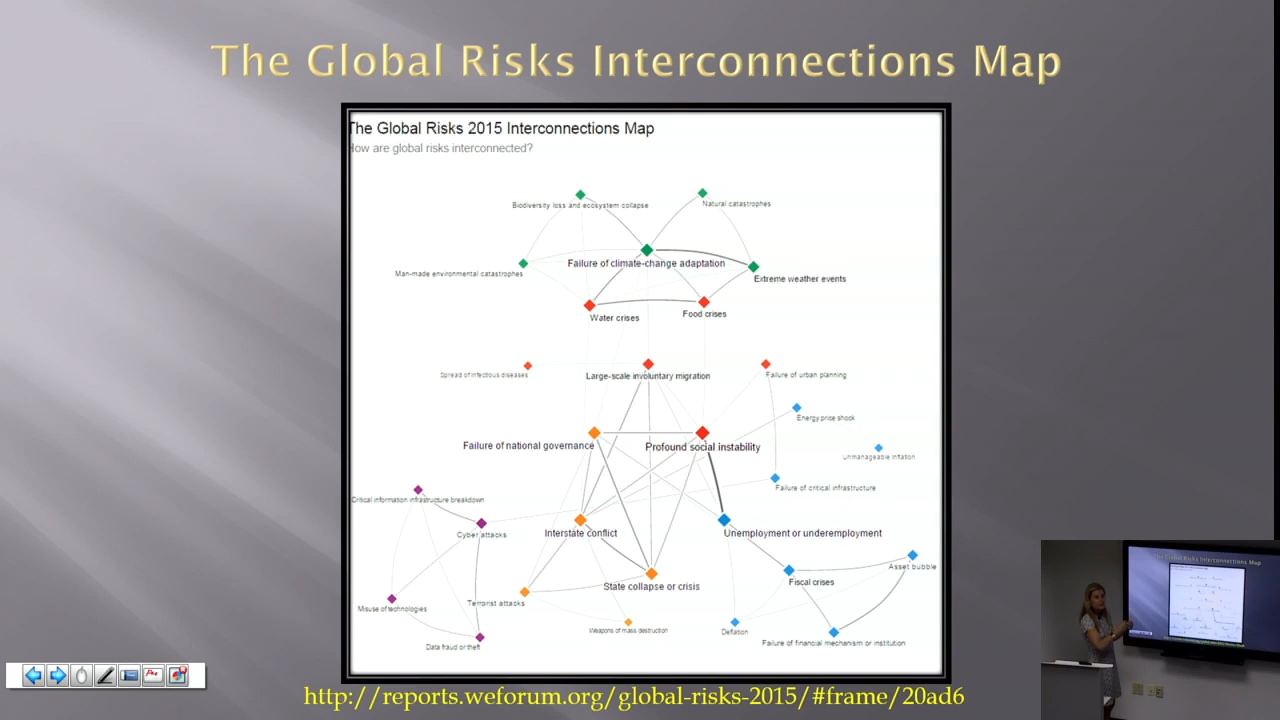 The Global Risks Interconnections Map
The Global Risks 2015 Interconnections Map
How are global risks interconnected?
Biodiversity loss and ecosystem collapse
Natural catastrophes
Failure of climate-change adaptation
Man-made environmental catastrophes
Extreme weather events
Water crises
Food crises
Spread of infectious diseases
Large-scale involuntary migration
Failure of urban planning
Energy price shock
Failure of national governance
Profound social instability
Unmanageable inflation
Failure of critical infrastructure
Critical information infrastructure breakdown
Cyber attacks
Interstate conflict
Unemployment or underemployment
Asset bubble
State collapse or crisis
Fiscal crises
Misuse of technologies
Terrorist attacks
Weapons of mass destruction
Deflation
Failure of financial mechanism or institution
Data fraud or theft
http://reports.weforum.org/global-risks-2015/#frame/20ad6
Global Risks Interconnections Map